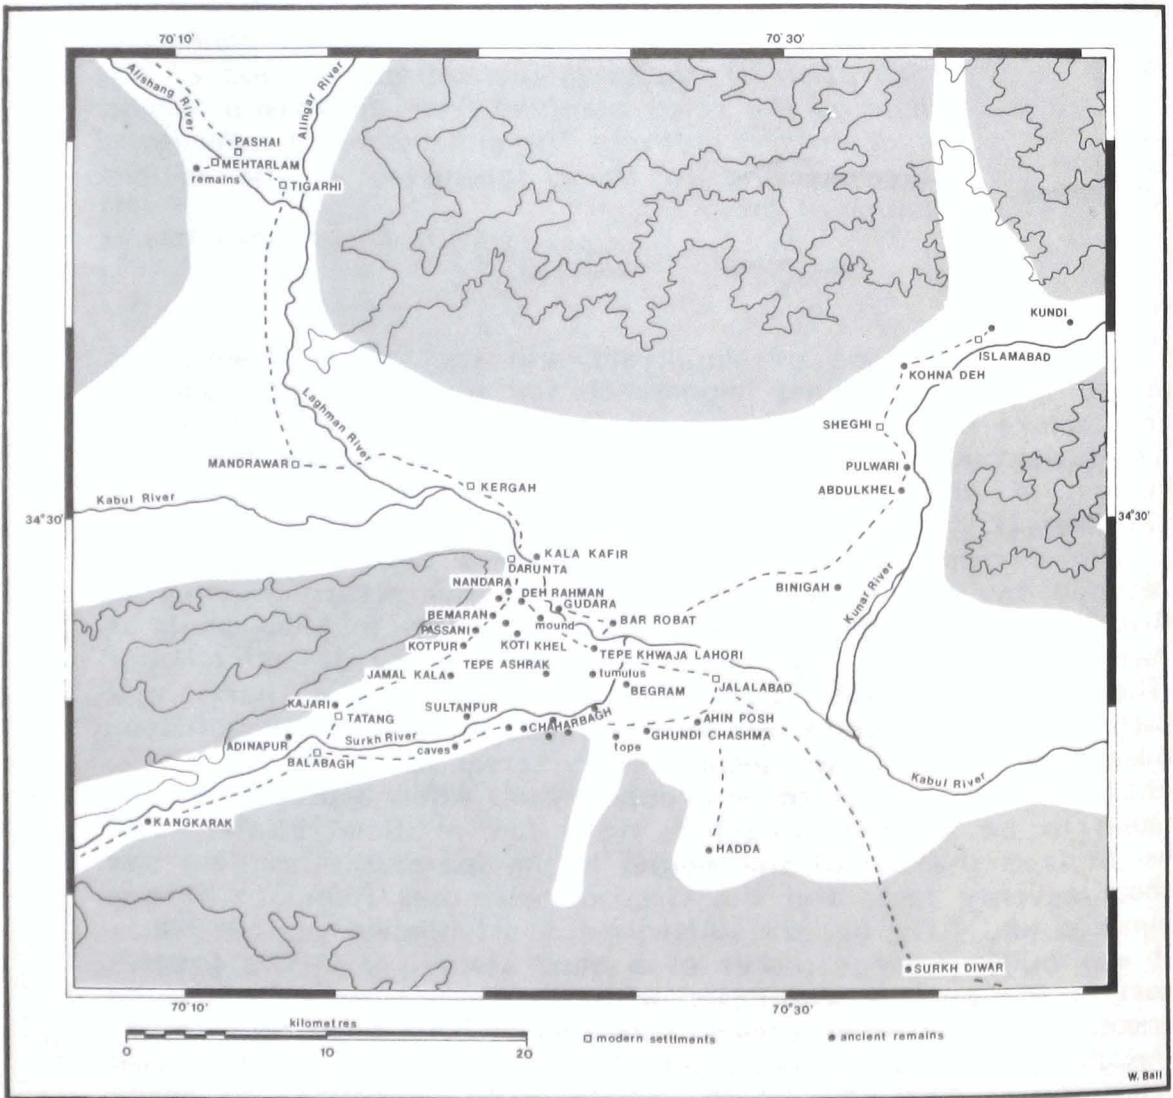 70°10'
70°30'
Alishang River
Alingar River
PASHAI
MEHTARLAM
remains
TIGARHI
KUNDI
ISLAMABAD
KOHNA DEH
Laghman River
SHEGHI
MANDRAWAR
PULWARI
KERGAH
ABDULKHEL
Kabul River
34°30'
34°30'
KALA KAFIR
DARUNTA
NANDARA
DEH RAHMAN
BINIGAH
Kunar River
GUDARA
BEMARAN
mound
BAR ROBAT
PASSANI
KOTPUR
KOTI KHEL
TEPE KHWAJA LAHORI
TEPE ASHRAK
JAMAL KALA
tumulus
JALALABAD
BEGRAM
KAJARI
SULTANPUR
TATANG
CHAHARBAGH
AHIN POSH
ADINAPUR
Surkh River
GHUNDI CHASHMA
caves
tope
BALABAGH
Kabul River
KANGKARAK
HADDA
SURKH DIWAR
70°10'
70°30'
kilometres
0 10 20
modern settlments
ancient remains
W. Ball